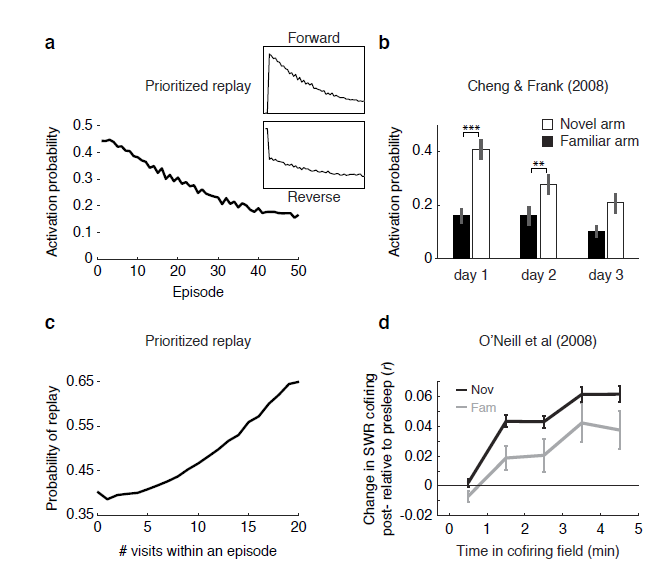 a
Prioritized replay
Forward
Reverse
Activation probability
0.5
0.4
0.3
0.2
0.1
0
0 10 20 30 40 50
Episode
b
Cheng & Frank (2008)
Novel arm
Familiar arm
***
**
Activation probability
0.4
0.2
0
day 1 day 2 day 3
c
Prioritized replay
Probability of replay
0.65
0.55
0.45
0.35
0 5 10 15 20
# visits within an episode
d
O'Neill et al (2008)
Nov
Fam
Change in SWR cofiring
post- relative to presleep (r)
0.06
0.04
0.02
0
-0.02
0 1 2 3 4 5
Time in cofiring field (min)